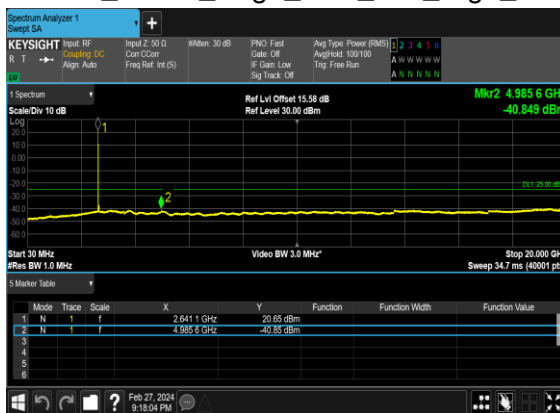 Spectrum Analyzer 1
Swept SA
KEYSIGHT Input: RF Input Z: 50 Ω #Atten: 30 dB PNO: Fast Avg Type: Power (RMS) 1 2 3 4 5 6
R T Coupling: DC Corr CCorr Gate: Off Avg|Hold: 100/100 A W W W W W
Align: Auto Freq Ref: Int (S) IF Gain: Low Trig: Free Run
LU Sig Track: Off A N N N N N
1 Spectrum Ref Lvl Offset 15.58 dB Mkr2 4.985 6 GH
Scale/Div 10 dB Ref Level 30.00 dBm -40.849 dBr
Log
20.0 1
10.0
0.00
-10.0
-20.0 DL1 -25.00 dB
-30.0 2
-40.0
-50.0
-60.0
Start 30 MHz Video BW 3.0 MHz* Stop 20.000 GH
#Res BW 1.0 MHz Sweep 34.7 ms (40001 pt
5 Marker Table
Mode Trace Scale X Y Function Function Width Function Value
1 N 1 f 2.641 1 GHz 20.65 dBm
2 N 1 f 4.985 6 GHz -40.85 dBm
3
4
5
6
? Feb 27, 2024
9:18:04 PM